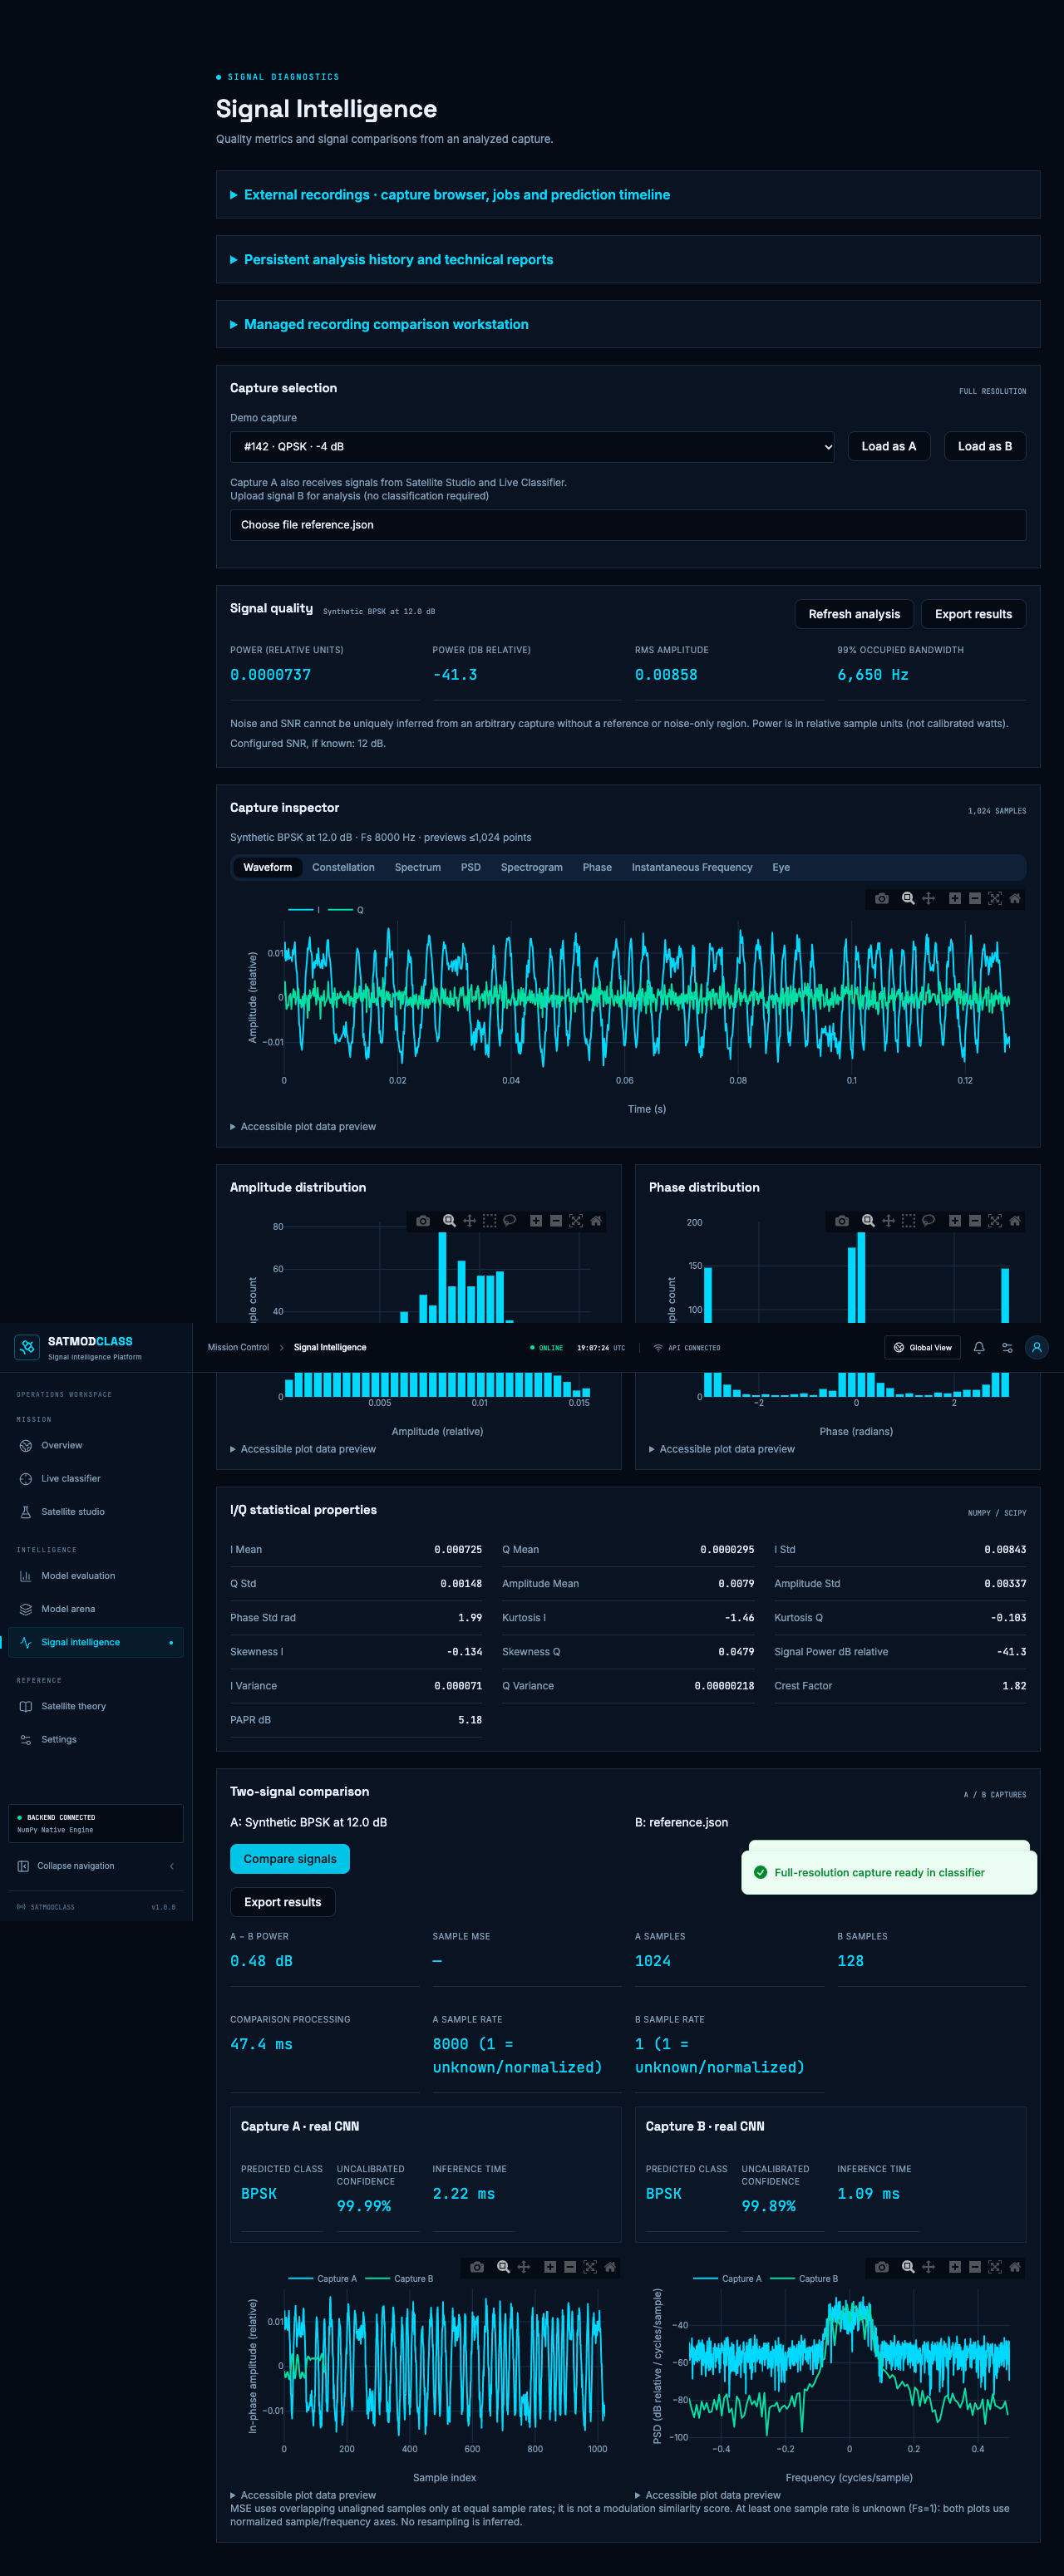 SIGNAL DIAGNOSTICS
Signal Intelligence
Quality metrics and signal comparisons from an analyzed capture.
External recordings · capture browser, jobs and prediction timeline
Persistent analysis history and technical reports
Managed recording comparison workstation
Capture selection
FULL RESOLUTION
Demo capture
#142 · QPSK · -4 dB
Load as A
Load as B
Capture A also receives signals from Satellite Studio and Live Classifier.
Upload signal B for analysis (no classification required)
Choose file reference.json
Signal quality
Synthetic BPSK at 12.0 dB
Refresh analysis
Export results
POWER (RELATIVE UNITS)
POWER (DB RELATIVE)
RMS AMPLITUDE
99% OCCUPIED BANDWIDTH
0.0000737
-41.3
0.00858
6,650 Hz
Noise and SNR cannot be uniquely inferred from an arbitrary capture without a reference or noise-only region. Power is in relative sample units (not calibrated watts).
Configured SNR, if known: 12 dB.
Capture inspector
1,024 SAMPLES
Synthetic BPSK at 12.0 dB · Fs 8000 Hz · previews ≤1,024 points
Waveform
Constellation
Spectrum
PSD
Spectrogram
Phase
Instantaneous Frequency
Eye
I
Q
Amplitude (relative)
0.01
0
−0.01
0
0.02
0.04
0.06
0.08
0.1
0.12
Time (s)
Accessible plot data preview
Amplitude distribution
80
60
40
ple count
Phase distribution
200
150
100
ple count
SATMODCLASS
Signal Intelligence Platform
Mission Control
Signal Intelligence
ONLINE
19:07:24 UTC
API CONNECTED
Global View
0
0.005
0.01
0.015
Amplitude (relative)
Accessible plot data preview
0
−2
0
2
Phase (radians)
Accessible plot data preview
OPERATIONS WORKSPACE
MISSION
Overview
Live classifier
Satellite studio
INTELLIGENCE
Model evaluation
Model arena
Signal intelligence
REFERENCE
Satellite theory
Settings
BACKEND CONNECTED
NumPy Native Engine
Collapse navigation
SATMODCLASS
v1.0.0
I/Q statistical properties
NUMPY / SCIPY
I Mean
0.000725
Q Mean
0.0000295
I Std
0.00843
Q Std
0.00148
Amplitude Mean
0.0079
Amplitude Std
0.00337
Phase Std rad
1.99
Kurtosis I
-1.46
Kurtosis Q
-0.103
Skewness I
-0.134
Skewness Q
0.0479
Signal Power dB relative
-41.3
I Variance
0.000071
Q Variance
0.00000218
Crest Factor
1.82
PAPR dB
5.18
Two-signal comparison
A / B CAPTURES
A: Synthetic BPSK at 12.0 dB
B: reference.json
Compare signals
Full-resolution capture ready in classifier
Export results
A − B POWER
SAMPLE MSE
A SAMPLES
B SAMPLES
0.48 dB
—
1024
128
COMPARISON PROCESSING
A SAMPLE RATE
B SAMPLE RATE
47.4 ms
8000 (1 =
unknown/normalized)
1 (1 =
unknown/normalized)
Capture A · real CNN
PREDICTED CLASS
UNCALIBRATED
CONFIDENCE
INFERENCE TIME
BPSK
99.99%
2.22 ms
Capture B · real CNN
PREDICTED CLASS
UNCALIBRATED
CONFIDENCE
INFERENCE TIME
BPSK
99.89%
1.09 ms
Capture A
Capture B
In-phase amplitude (relative)
0.01
0
−0.01
0
200
400
600
800
1000
Sample index
Accessible plot data preview
Capture A
Capture B
PSD (dB relative / cycles/sample)
−40
−60
−80
−100
−0.4
−0.2
0
0.2
0.4
Frequency (cycles/sample)
Accessible plot data preview
MSE uses overlapping unaligned samples only at equal sample rates; it is not a modulation similarity score. At least one sample rate is unknown (Fs=1): both plots use
normalized sample/frequency axes. No resampling is inferred.